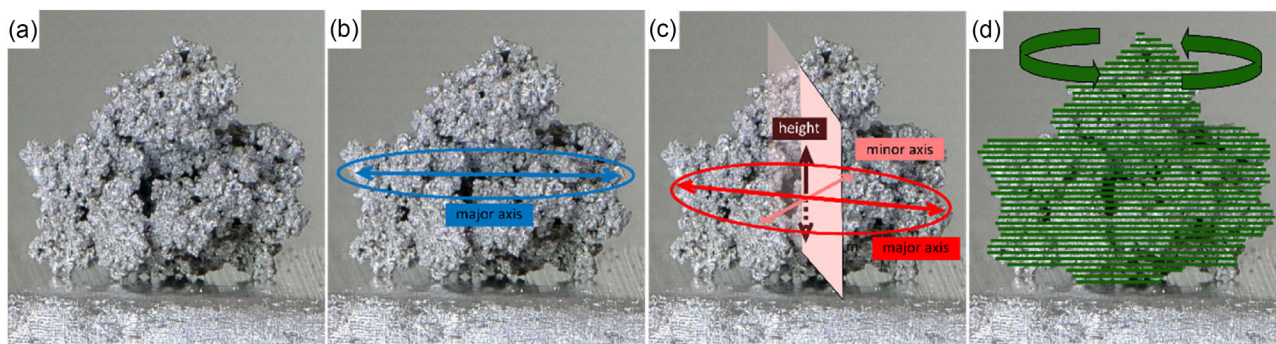 (a)
(b)
major axis
(c)
height
minor axis
major axis
(d)